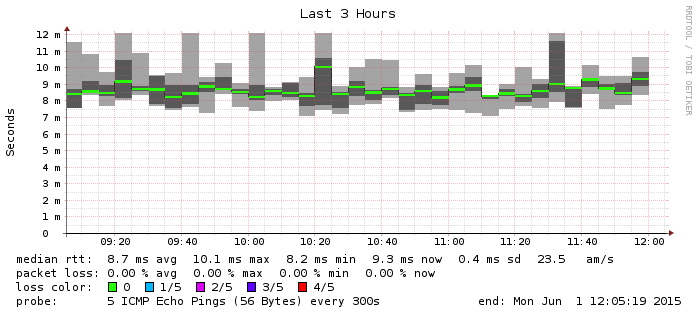 Last 3 Hours
RRDTOOL / TOBI OETIKER
Seconds
12 m
11 m
10 m
9 m
8 m
7 m
6 m
5 m
4 m
3 m
2 m
1 m
0
09:20 09:40 10:00 10:20 10:40 11:00 11:20 11:40 12:00
median rtt: 8.7 ms avg 10.1 ms max 8.2 ms min 9.3 ms now 0.4 ms sd 23.5 am/s
packet loss: 0.00 % avg 0.00 % max 0.00 % min 0.00 % now
loss color: 0 1/5 2/5 3/5 4/5
probe: 5 ICMP Echo Pings (56 Bytes) every 300s end: Mon Jun 1 12:05:19 2015